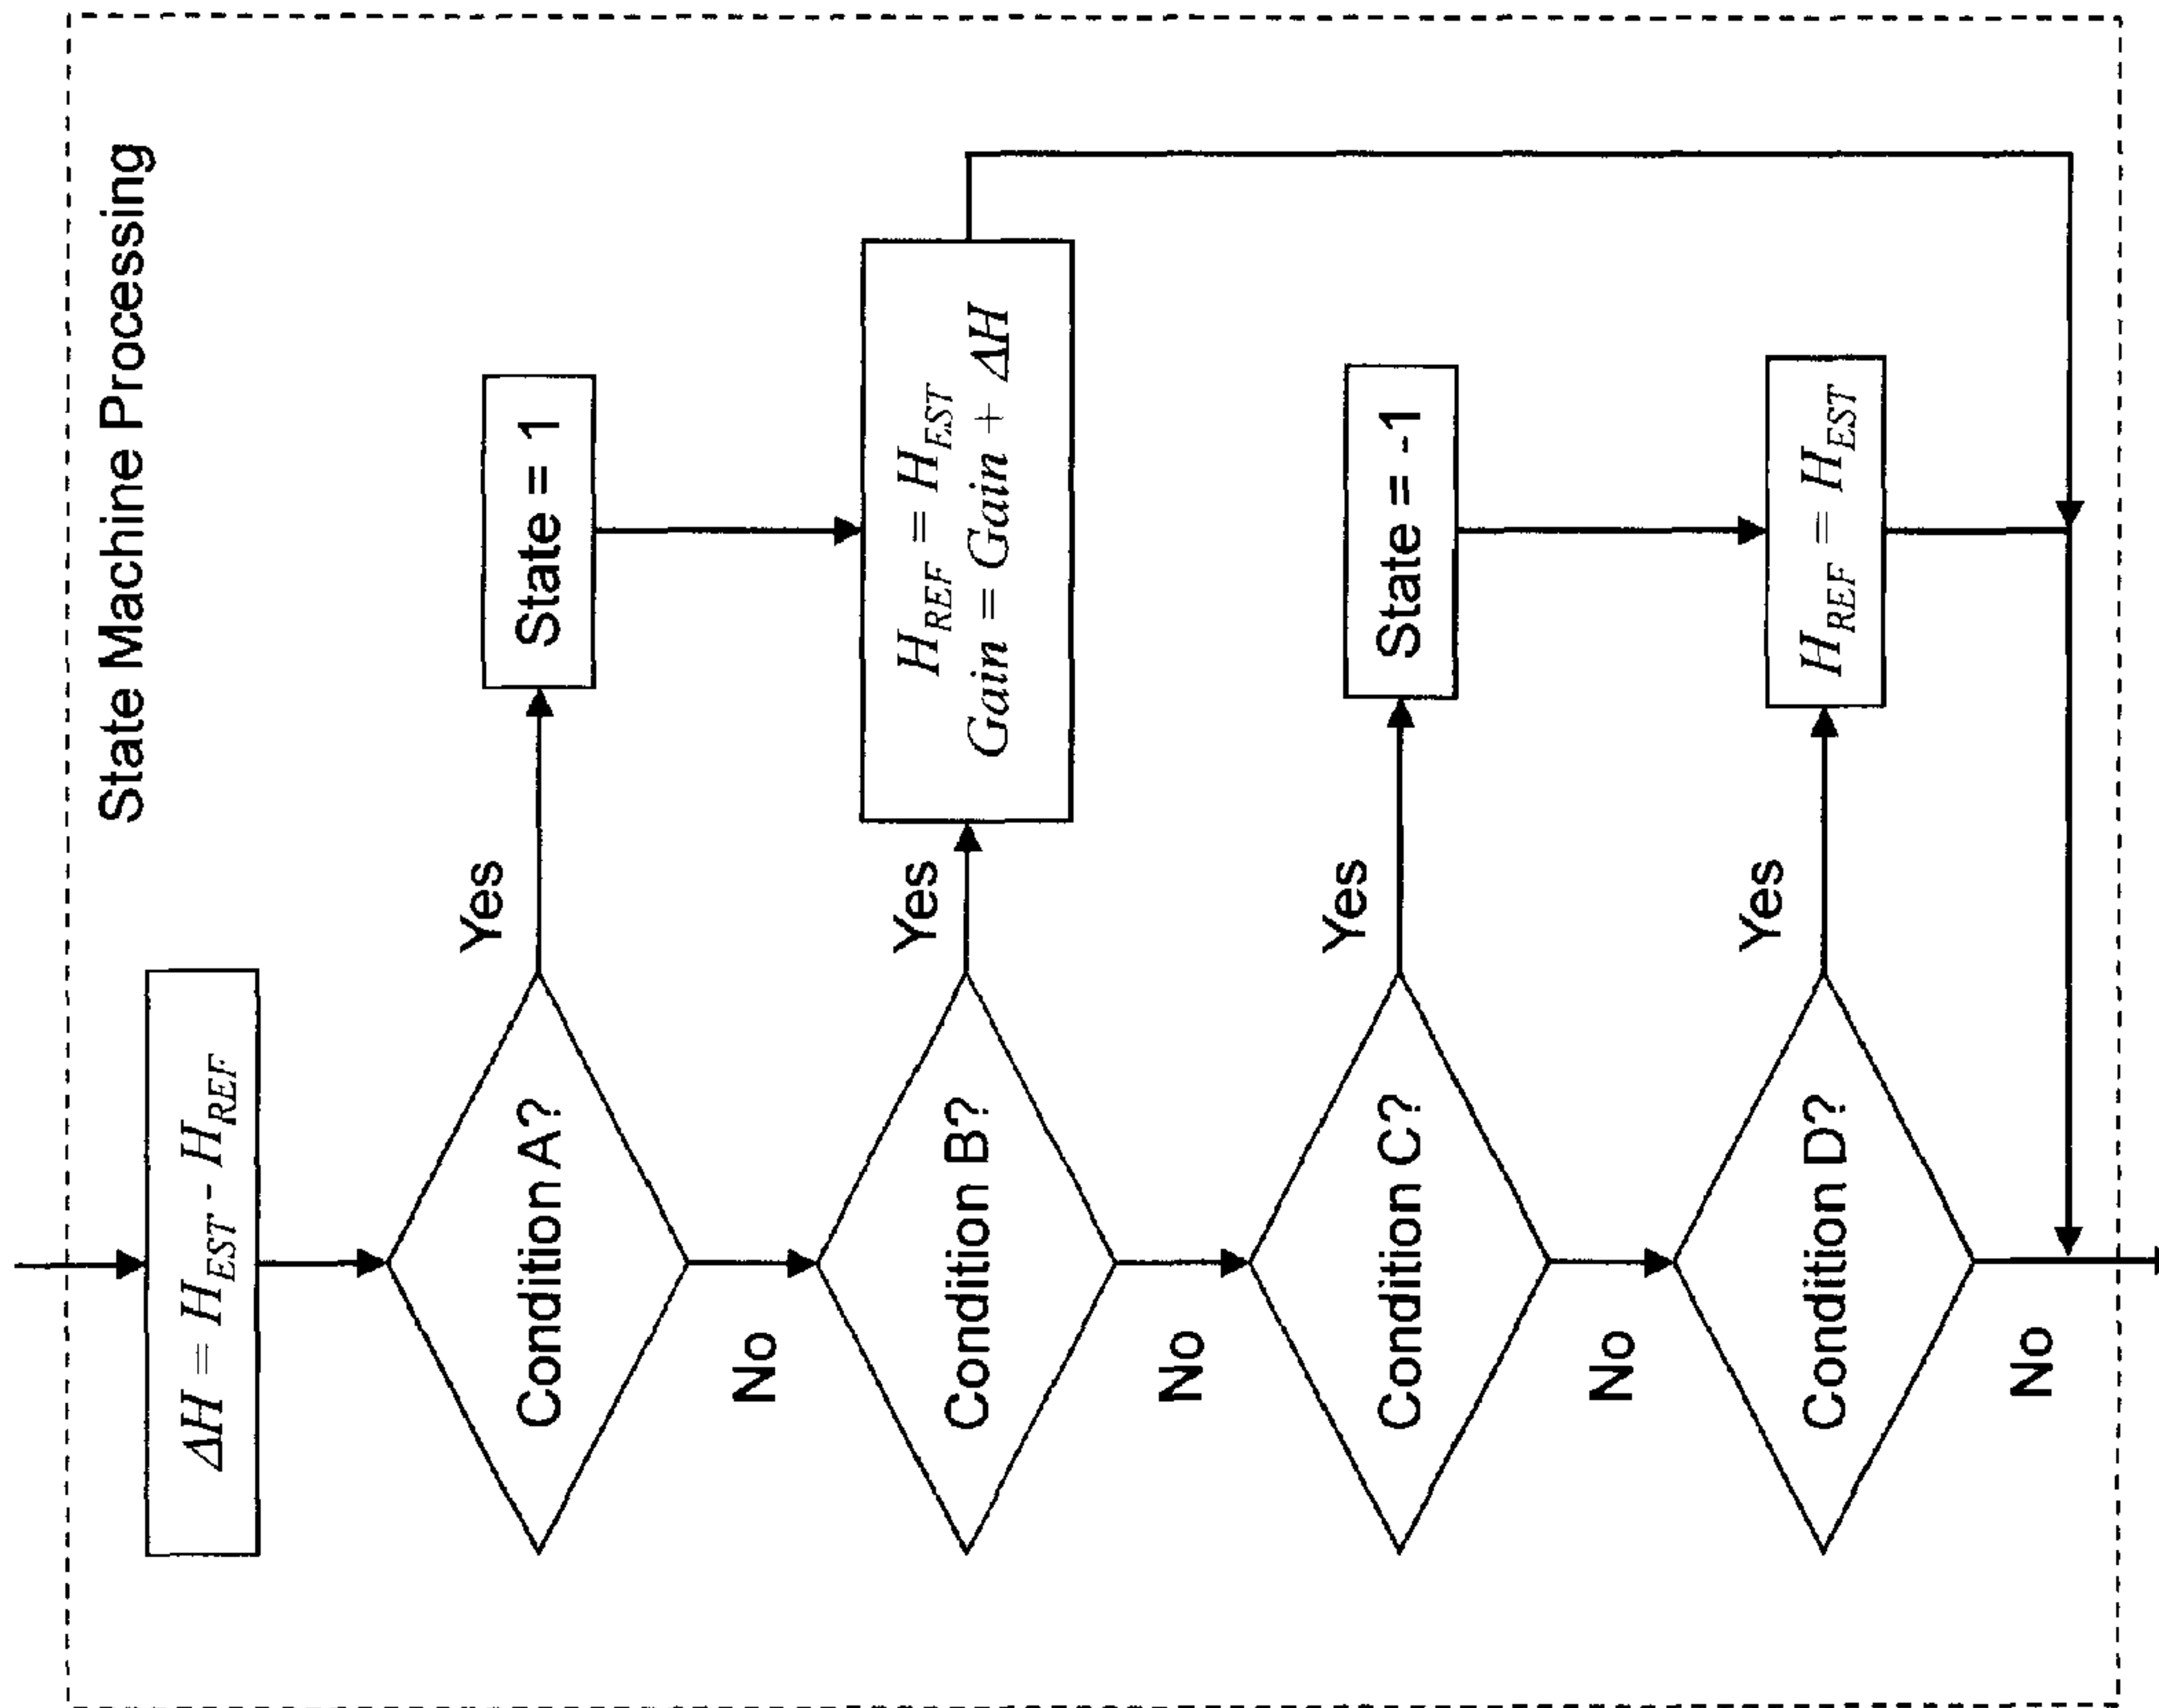 State Machine Processing
ΔH = H_EST - H_REF
Condition A?
Yes
State = 1
No
Condition B?
Yes
H_REF = H_EST
Gain = Gain + ΔH
No
Condition C?
Yes
State = -1
No
Condition D?
Yes
H_REF = H_EST
No